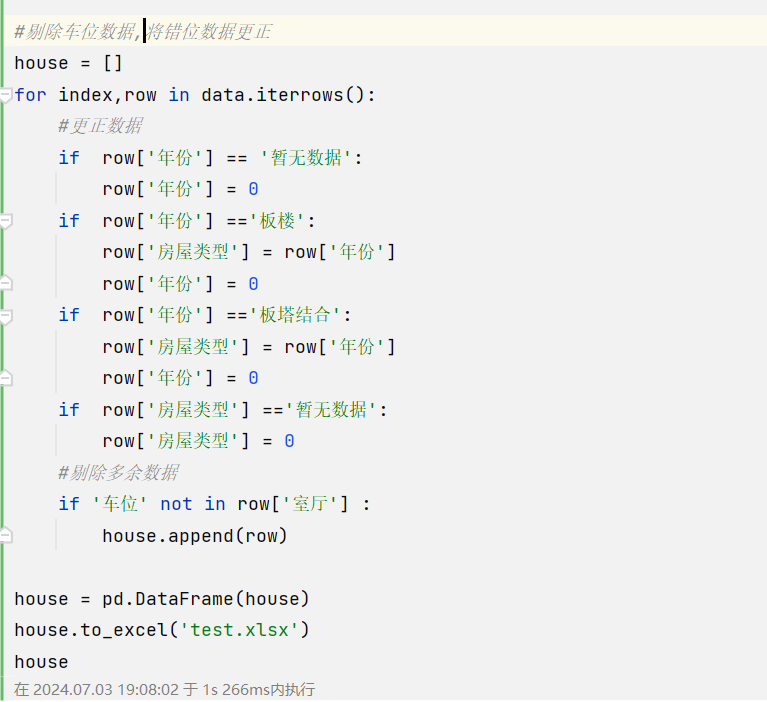 #剔除车位数据,将错位数据更正
house = []
for index,row in data.iterrows():
    #更正数据
    if  row['年份'] == '暂无数据':
        row['年份'] = 0
    if  row['年份'] =='板楼':
        row['房屋类型'] = row['年份']
        row['年份'] = 0
    if  row['年份'] =='板塔结合':
        row['房屋类型'] = row['年份']
        row['年份'] = 0
    if  row['房屋类型'] =='暂无数据':
        row['房屋类型'] = 0
    #剔除多余数据
    if '车位' not in row['室厅'] :
        house.append(row)
house = pd.DataFrame(house)
house.to_excel('test.xlsx')
house
在 2024.07.03 19:08:02 于 1s 266ms内执行